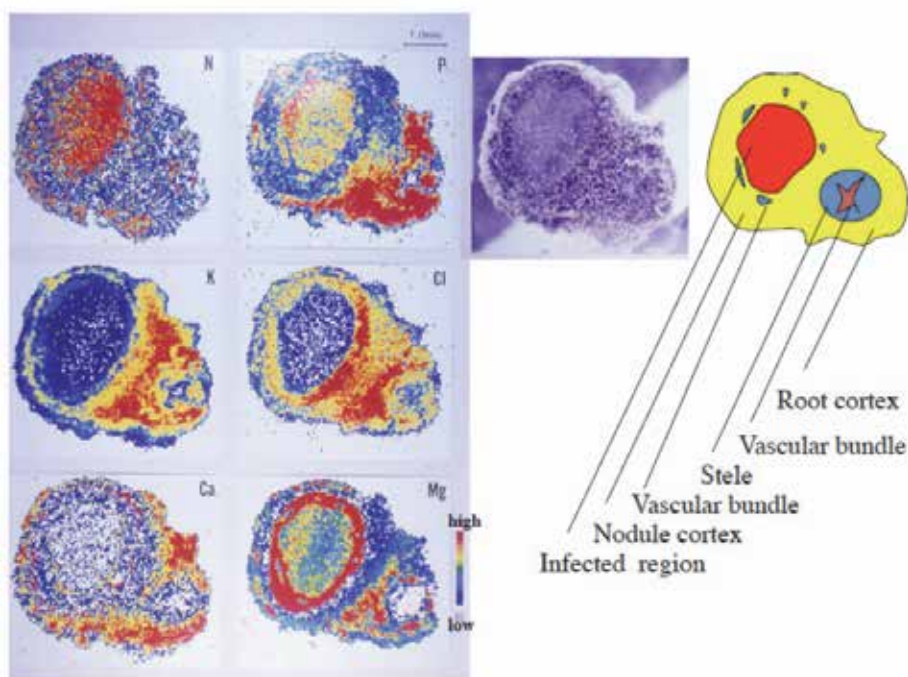 N
P
K
Cl
Ca
Mg
high
low
Root cortex
Vascular bundle
Stele
Vascular bundle
Nodule cortex
Infected region